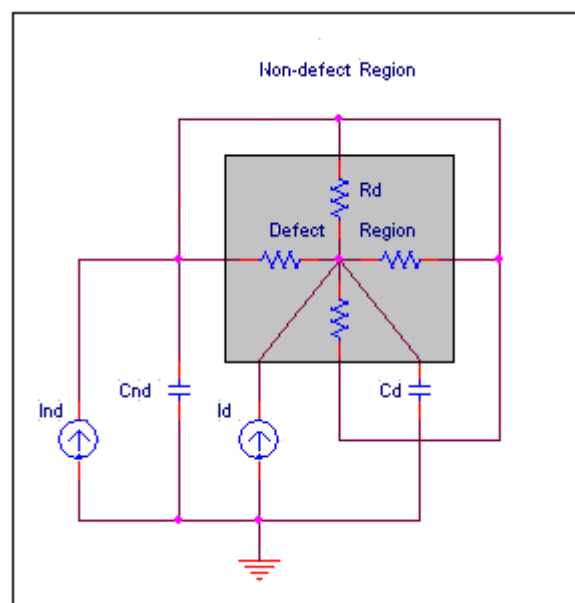 Non-defect Region
Rd
Defect Region
Cnd
Cd
Ind
Id